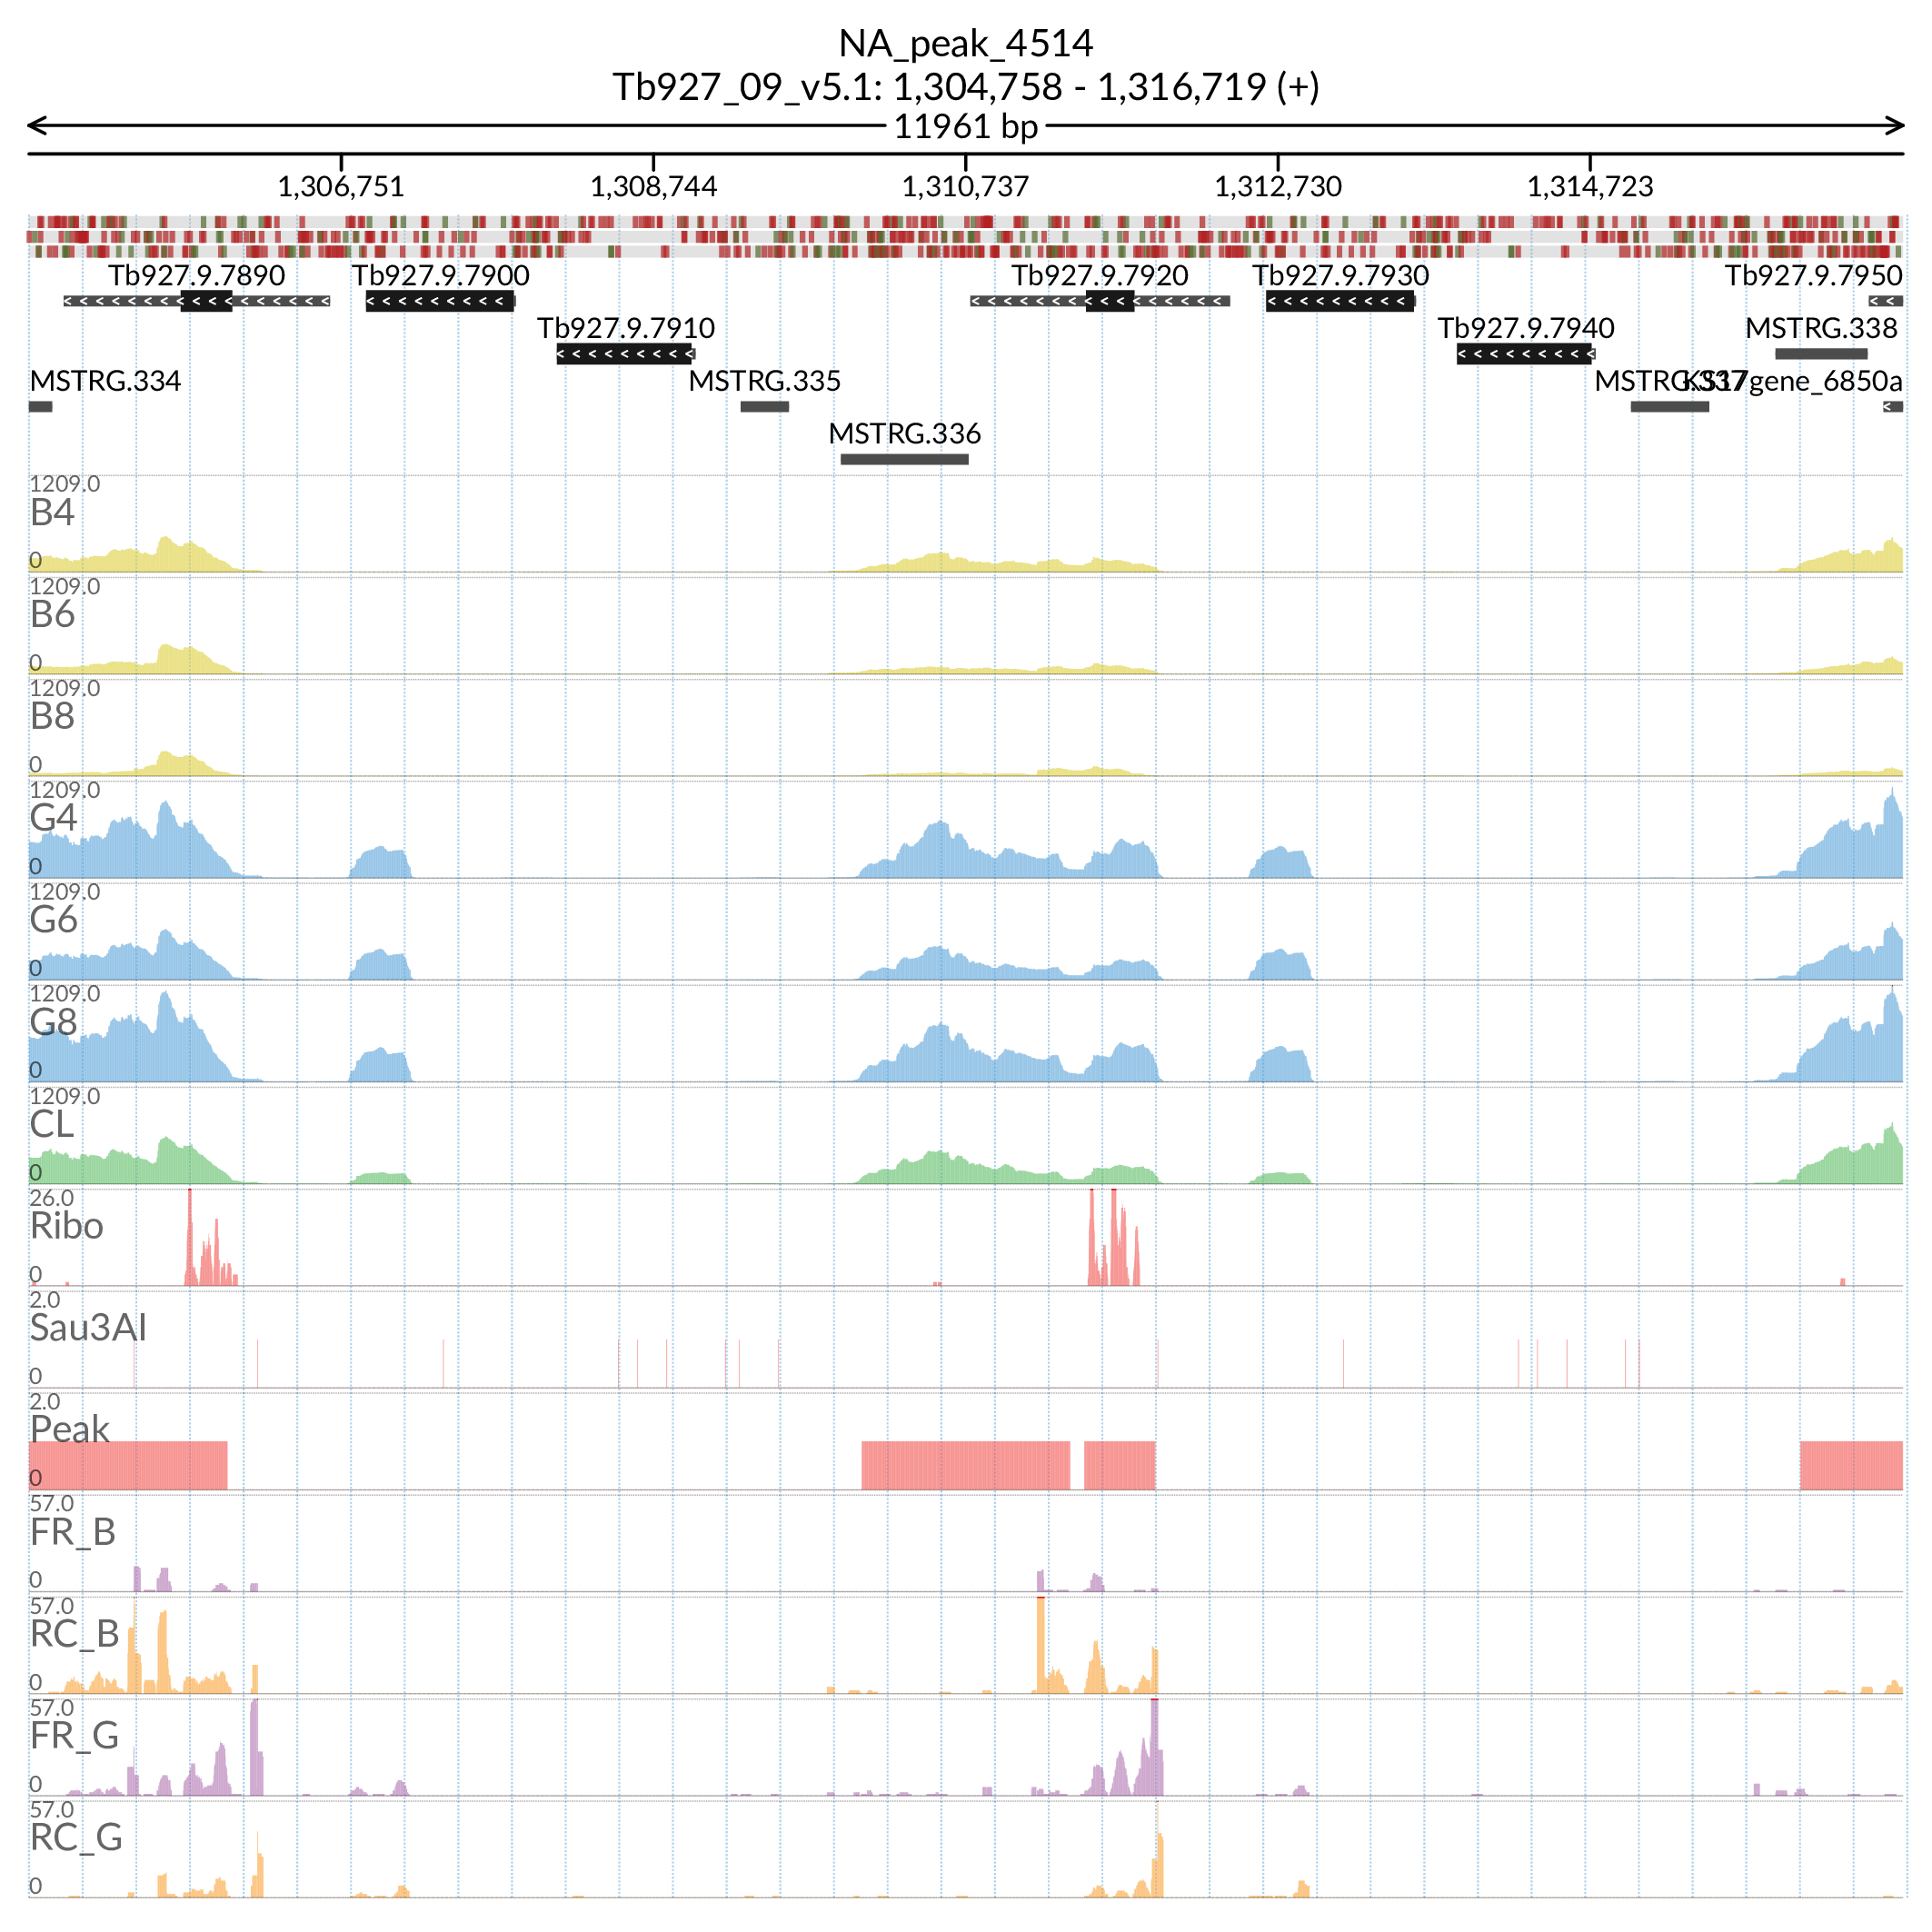 NA_peak_4514
Tb927_09_v5.1: 1,304,758 - 1,316,719 (+)
11961 bp
1,306,751 1,308,744 1,310,737 1,312,730 1,314,723
Tb927.9.7890 Tb927.9.7900 Tb927.9.7920 Tb927.9.7930 Tb927.9.7950
Tb927.9.7910 Tb927.9.7940 MSTRG.338
MSTRG.334 MSTRG.335 MSTRG.337 KS17gene_6850a
MSTRG.336
1209.0
B4
0
1209.0
B6
0
1209.0
B8
0
1209.0
G4
0
1209.0
G6
0
1209.0
G8
0
1209.0
CL
0
26.0
Ribo
0
2.0
Sau3AI
0
2.0
Peak
0
57.0
FR_B
0
57.0
RC_B
0
57.0
FR_G
0
57.0
RC_G
0